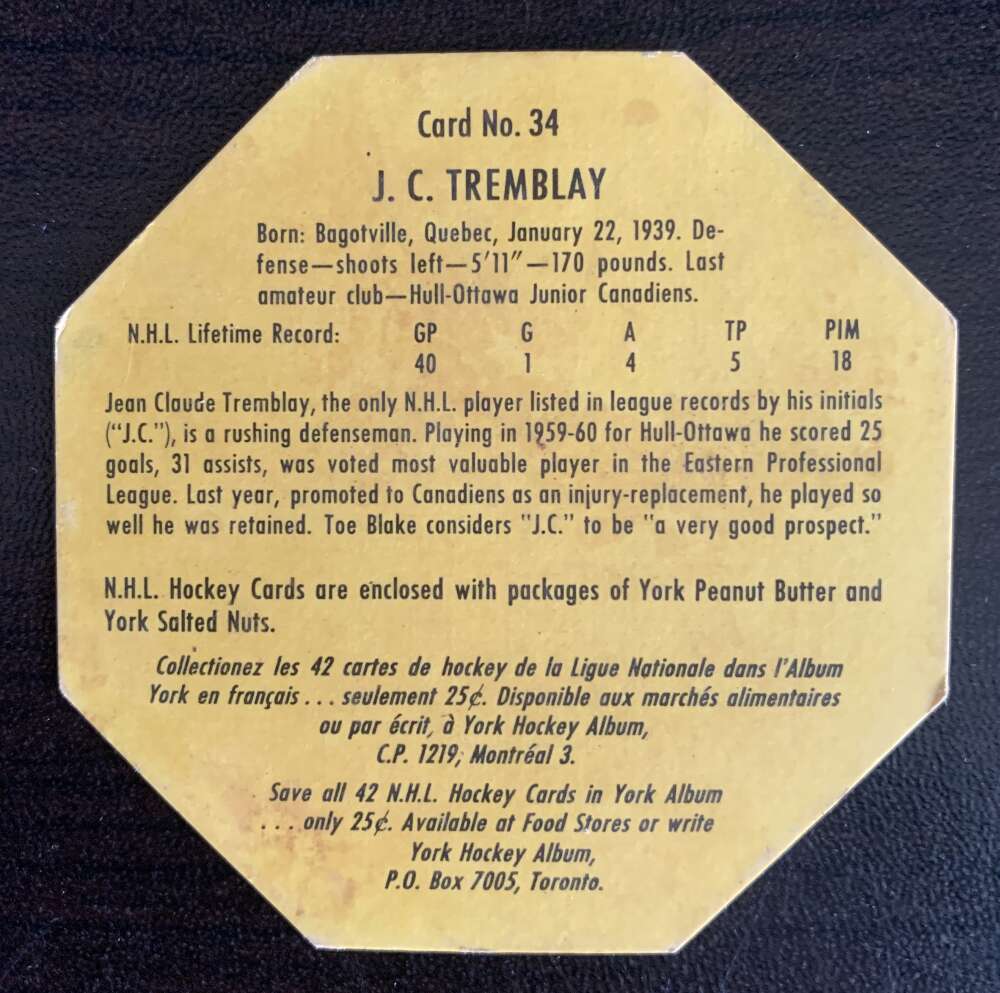 Card No. 34
J. C. TREMBLAY
Born: Bagotville, Quebec, January 22, 1939. De-
fense—shoots left—5'11"—170 pounds. Last
amateur club—Hull-Ottawa Junior Canadiens.
N.H.L. Lifetime Record: GP G A TP PIM
40 1 4 5 18
Jean Claude Tremblay, the only N.H.L. player listed in league records by his initials
("J.C."), is a rushing defenseman. Playing in 1959-60 for Hull-Ottawa he scored 25
goals, 31 assists, was voted most valuable player in the Eastern Professional
League. Last year, promoted to Canadiens as an injury-replacement, he played so
well he was retained. Toe Blake considers "J.C." to be "a very good prospect."
N.H.L. Hockey Cards are enclosed with packages of York Peanut Butter and
York Salted Nuts.
Collectionez les 42 cartes de hockey de la Ligue Nationale dans l'Album
York en français . . . seulement 25¢. Disponible aux marchés alimentaires
ou par écrit, à York Hockey Album,
C.P. 1219, Montréal 3.
Save all 42 N.H.L. Hockey Cards in York Album
. . . only 25¢. Available at Food Stores or write
York Hockey Album,
P.O. Box 7005, Toronto.